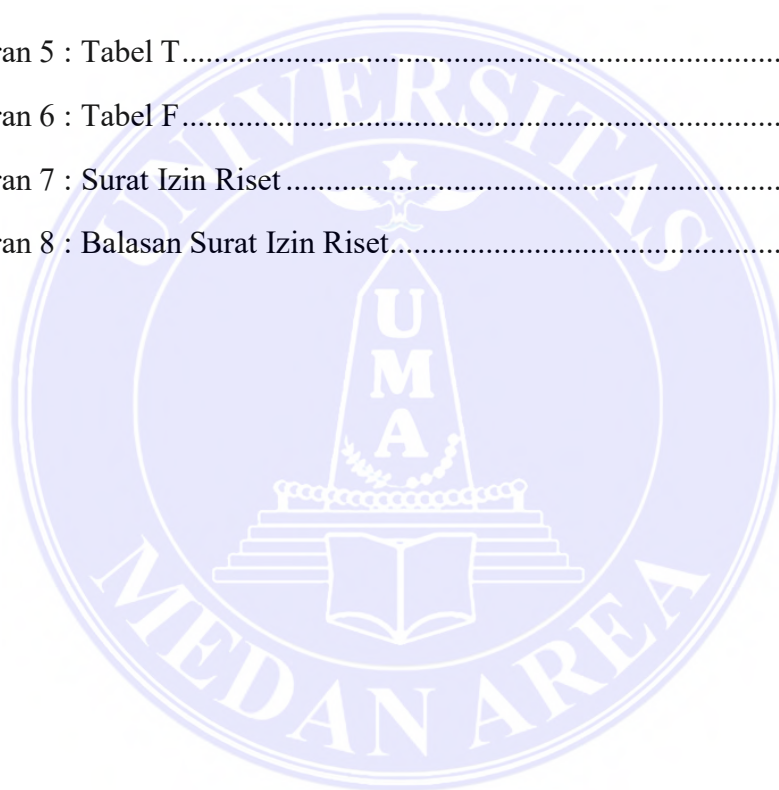 ran 5 : Tabel T...............................................................................
ran 6 : Tabel F...............................................................................
ran 7 : Surat Izin Riset................................................................
ran 8 : Balasan Surat Izin Riset...................................................
UNIVERSITAS
U
M
A
MEDAN AREA